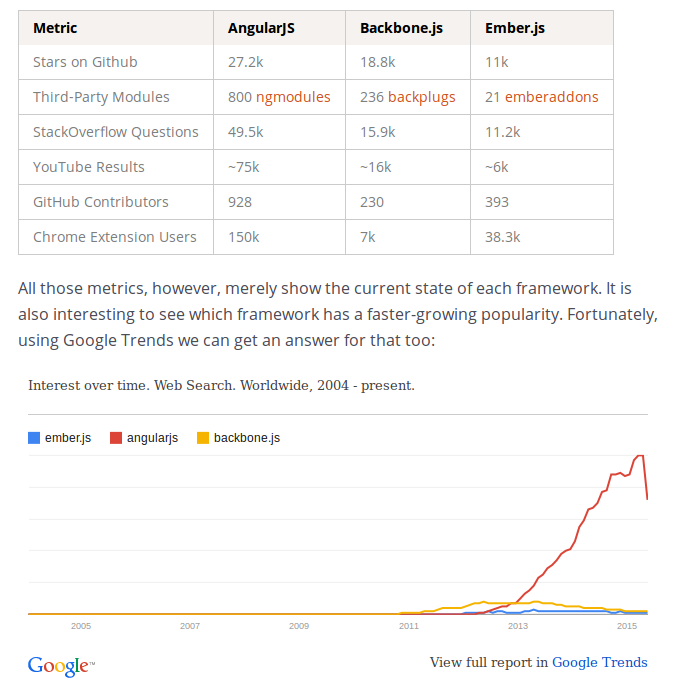 Metric AngularJS Backbone.js Ember.js
Stars on Github 27.2k 18.8k 11k
Third-Party Modules 800 ngmodules 236 backplugs 21 emberaddons
StackOverflow Questions 49.5k 15.9k 11.2k
YouTube Results ~75k ~16k ~6k
GitHub Contributors 928 230 393
Chrome Extension Users 150k 7k 38.3k
All those metrics, however, merely show the current state of each framework. It is
also interesting to see which framework has a faster-growing popularity. Fortunately,
using Google Trends we can get an answer for that too:
Interest over time. Web Search. Worldwide, 2004 - present.
ember.js angularjs backbone.js
2005 2007 2009 2011 2013 2015
Google™ View full report in Google Trends